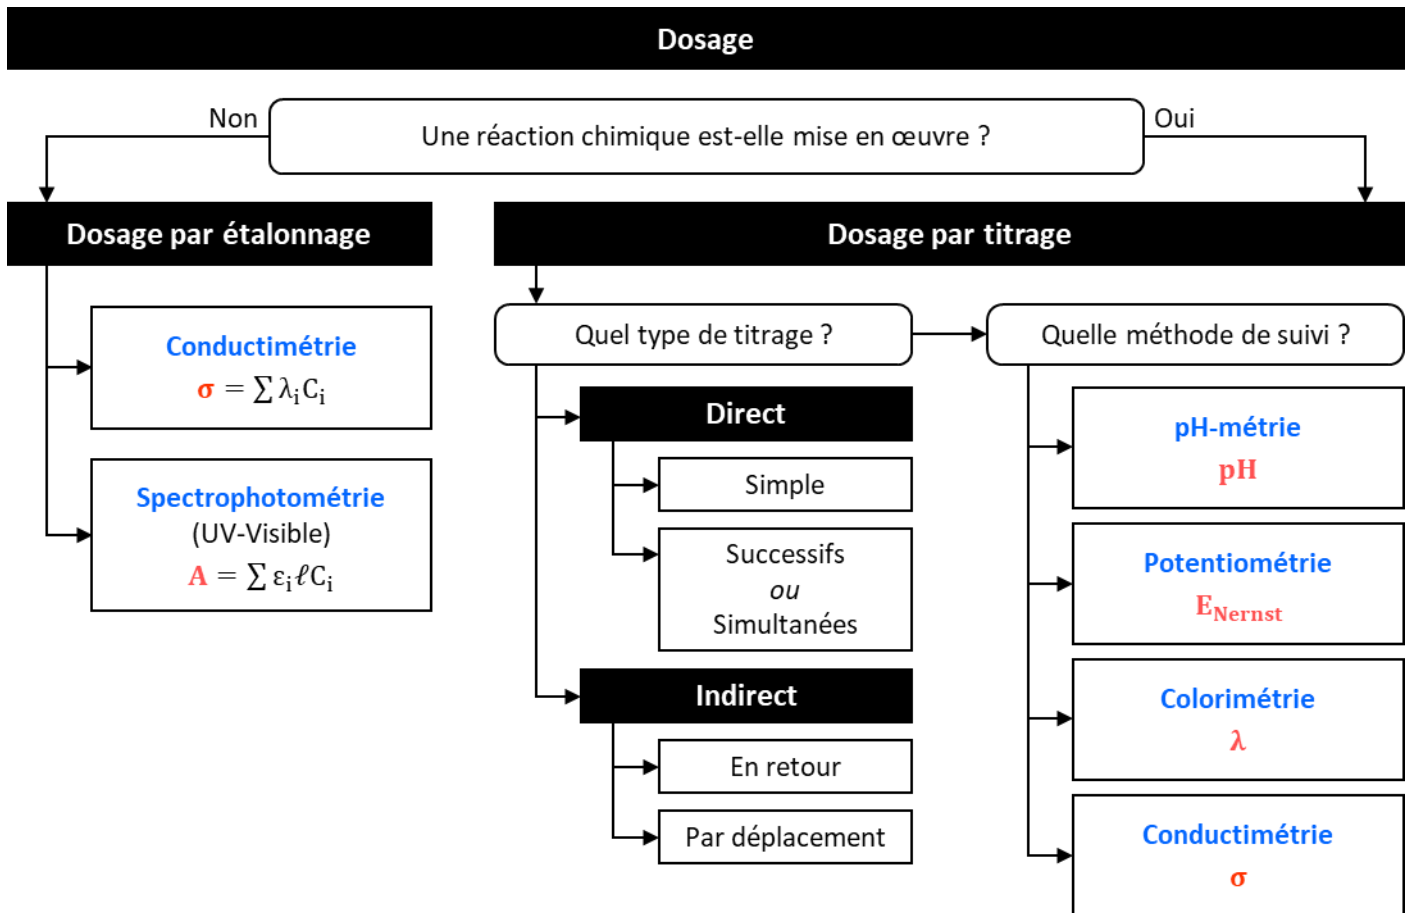 Dosage
Non
Une réaction chimique est-elle mise en œuvre ?
Oui
Dosage par étalonnage
Dosage par titrage
Conductimétrie
σ = ∑ λᵢCᵢ
Spectrophotométrie
(UV-Visible)
A = ∑ εᵢℓCᵢ
Quel type de titrage ?
Quelle méthode de suivi ?
Direct
Simple
Successifs
ou
Simultanées
Indirect
En retour
Par déplacement
pH-métrie
pH
Potentiométrie
E_Nernst
Colorimétrie
λ
Conductimétrie
σ